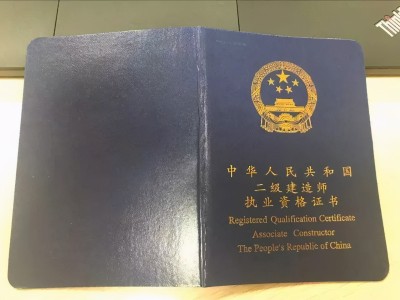 ThinkPad
中华人民共和国
二级建造师
执业资格证书
Registered Qualification Certificate
Associate Constructor
The People's Republic of China